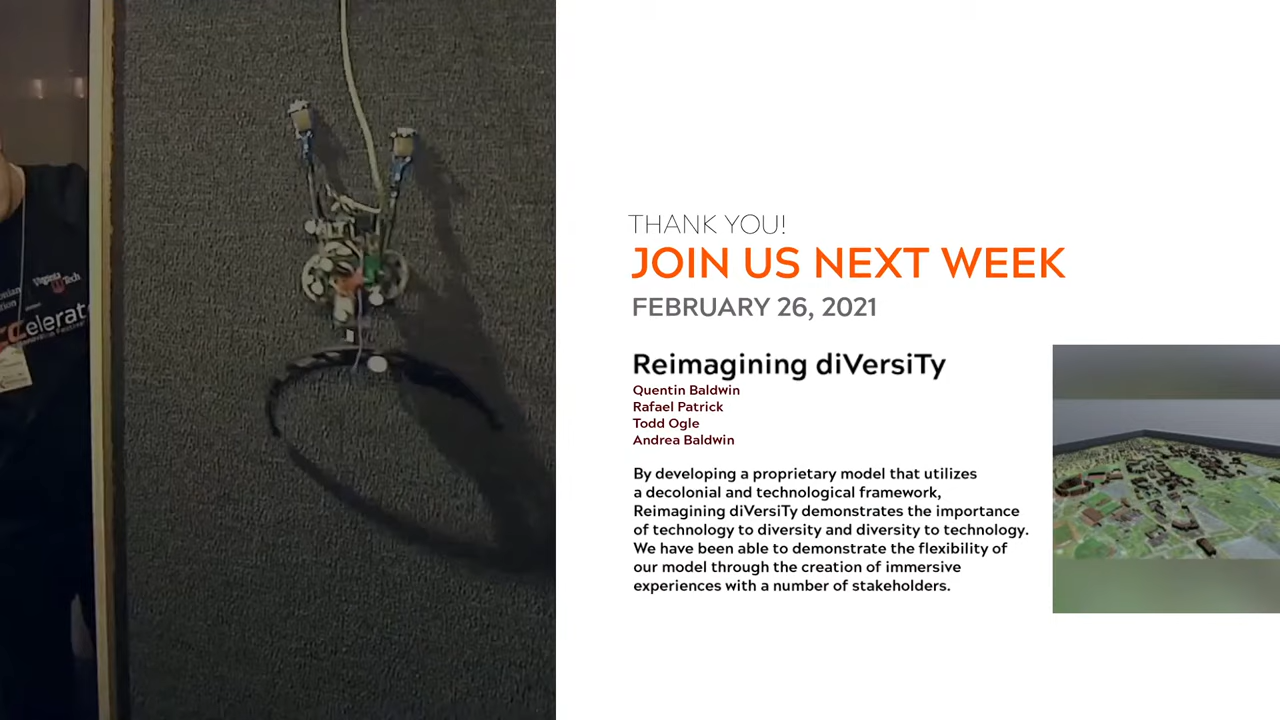 THANK YOU!
JOIN US NEXT WEEK
FEBRUARY 26, 2021
Reimagining diVersiTy
Quentin Baldwin
Rafael Patrick
Todd Ogle
Andrea Baldwin
By developing a proprietary model that utilizes
a decolonial and technological framework,
Reimagining diVersiTy demonstrates the importance
of technology to diversity and diversity to technology.
We have been able to demonstrate the flexibility of
our model through the creation of immersive
experiences with a number of stakeholders.
Virginia Tech